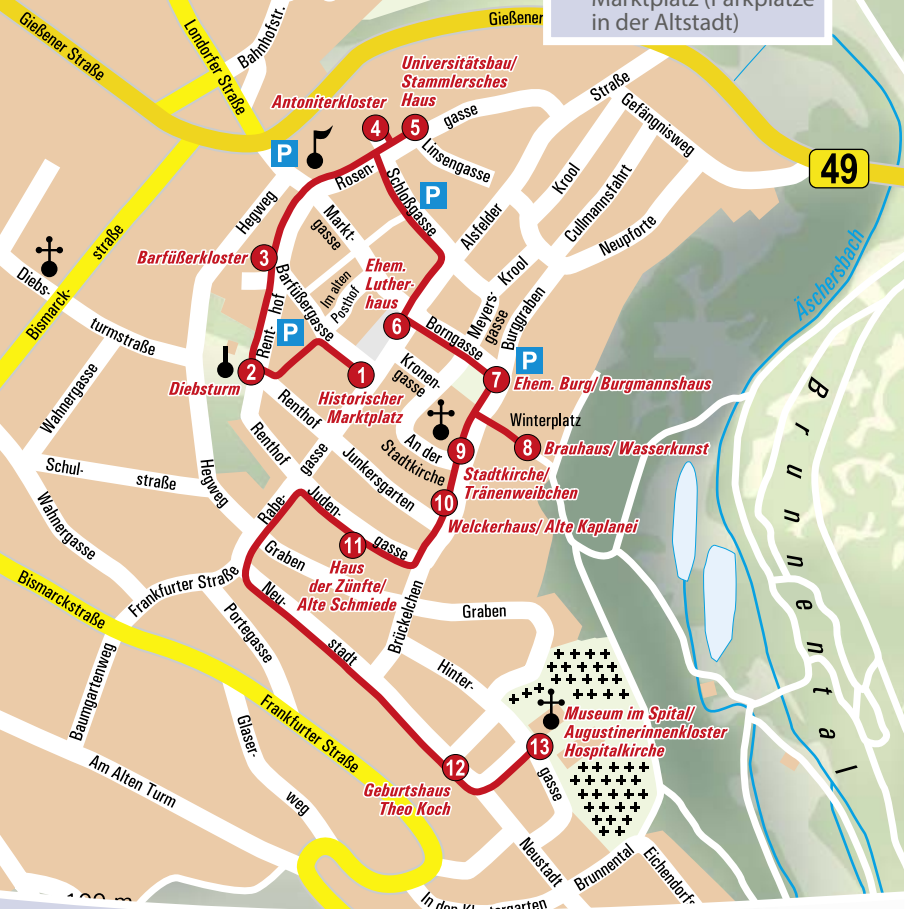 Marktplatz (Parkplätze
in der Altstadt)
Gießener Straße
Londorfer Straße
Bahnhofstr.
Gießener
Universitätsbau/
Stammlersches
Haus
Antoniterkloster
4
5
gasse
Straße
Gefängnisweg
49
P
Rosen-
Linsengasse
Schloßgasse
P
Krool
Cullmannsfahrt
Neupforte
Alsfelder
Krool
Hegweg
Markt-
gasse
Barfüßerkloster
3
Barfüßergasse
Im alten
Posthof
Ehem.
Luther-
haus
6
Borngasse
Meyers-
gasse
Burggraben
Äschersbach
Diebs-
turmstraße
Bismarck-
straße
Rent-
hof
P
2
Diebsturm
1
Historischer
Marktplatz
Kronen-
gasse
P
7
Ehem. Burg/ Burgmannshaus
Winterplatz
8
Brauhaus/ Wasserkunst
Brunnental
Wahnergasse
Renthof
Renthof
gasse
An der
Stadtkirche
9
Stadtkirche/
Tränenweibchen
Junkersgarten
10
Welckerhaus/ Alte Kaplanei
Schul-
straße
Hegweg
Wahnergasse
Rabe-
Juden-
gasse
11
Haus
der Zünfte/
Alte Schmiede
Graben
Frankfurter Straße
Bismarckstraße
Neu-
stadt
Brückelchen
Graben
Portegasse
Hinter-
gasse
Baumgartenweg
Frankfurter Straße
Glaser-
weg
Am Alten Turm
12
Geburtshaus
Theo Koch
13
Museum im Spital/
Augustinerinnenkloster
Hospitalkirche
Neustadt
Brunnental